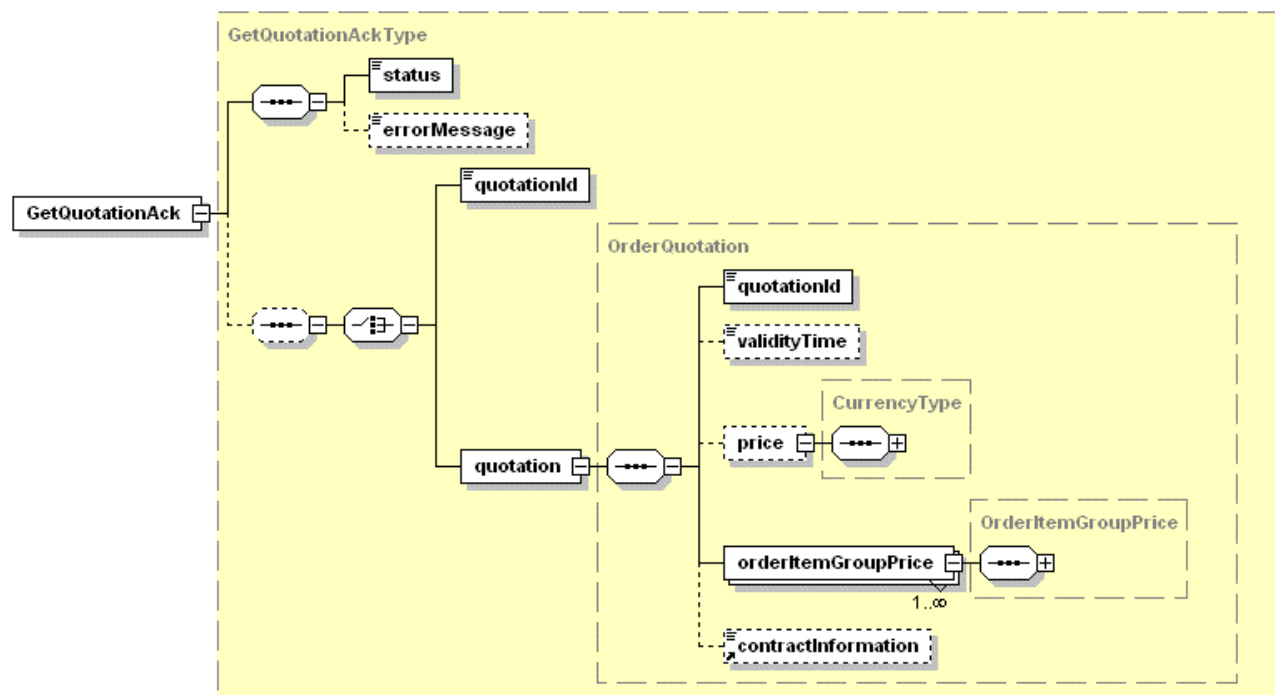 GetQuotationAckType
status
errorMessage
quotationId
GetQuotationAck
OrderQuotation
quotationId
validityTime
CurrencyType
price
quotation
OrderItemGroupPrice
orderItemGroupPrice
1..∞
contractInformation